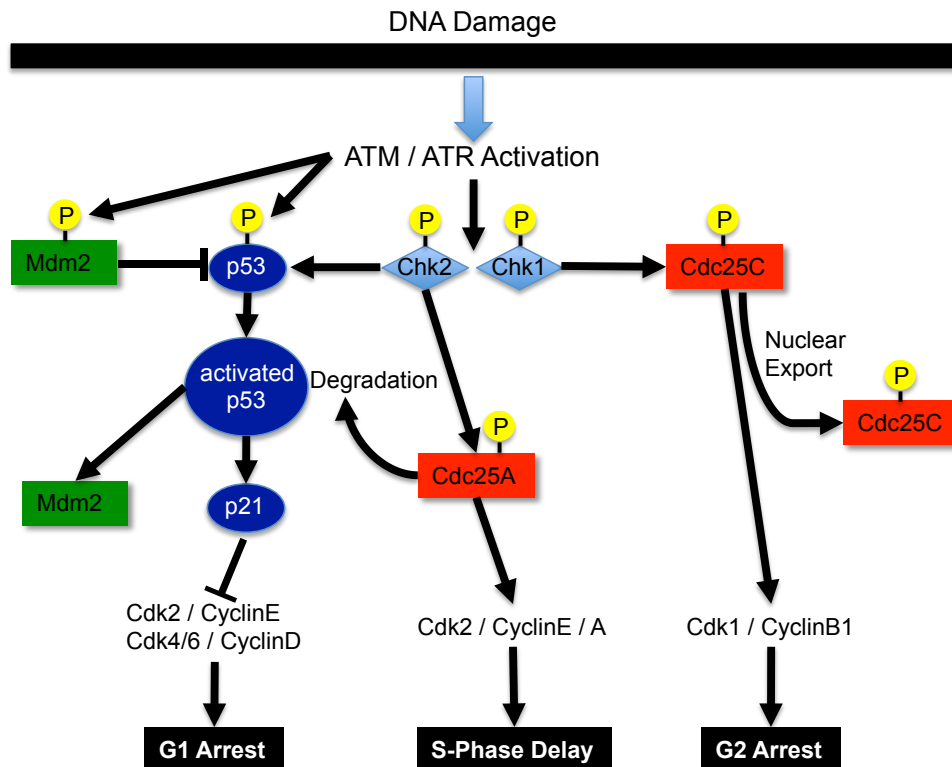 DNA Damage
ATM / ATR Activation
P
P
P
P
P
Mdm2
p53
Chk2
Chk1
Cdc25C
Nuclear
Export
activated
p53
Degradation
P
Cdc25C
P
Cdc25A
Mdm2
p21
Cdk2 / CyclinE
Cdk4/6 / CyclinD
Cdk2 / CyclinE / A
Cdk1 / CyclinB1
G1 Arrest
S-Phase Delay
G2 Arrest